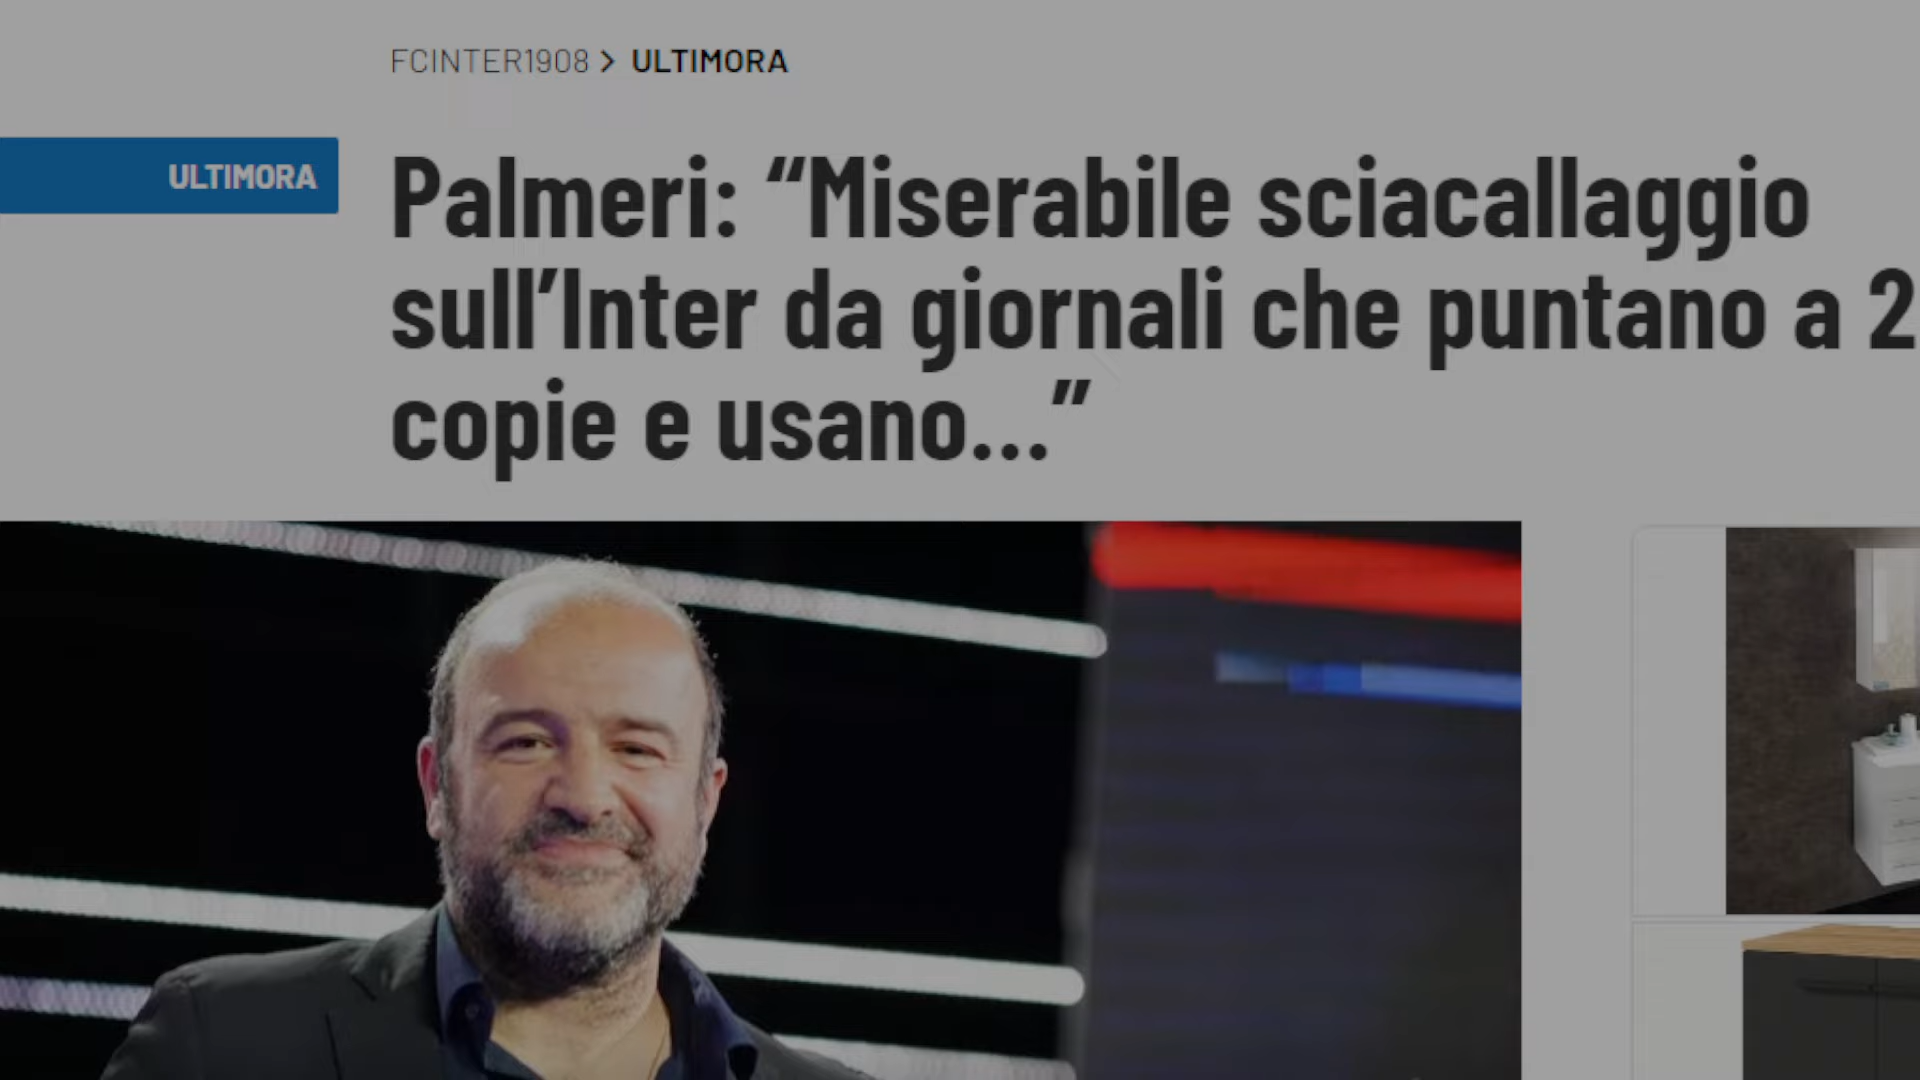 FCINTER1908 > ULTIMORA
ULTIMORA
Palmeri: “Miserabile sciacallaggio
sull’Inter da giornali che puntano a 2
copie e usano...”